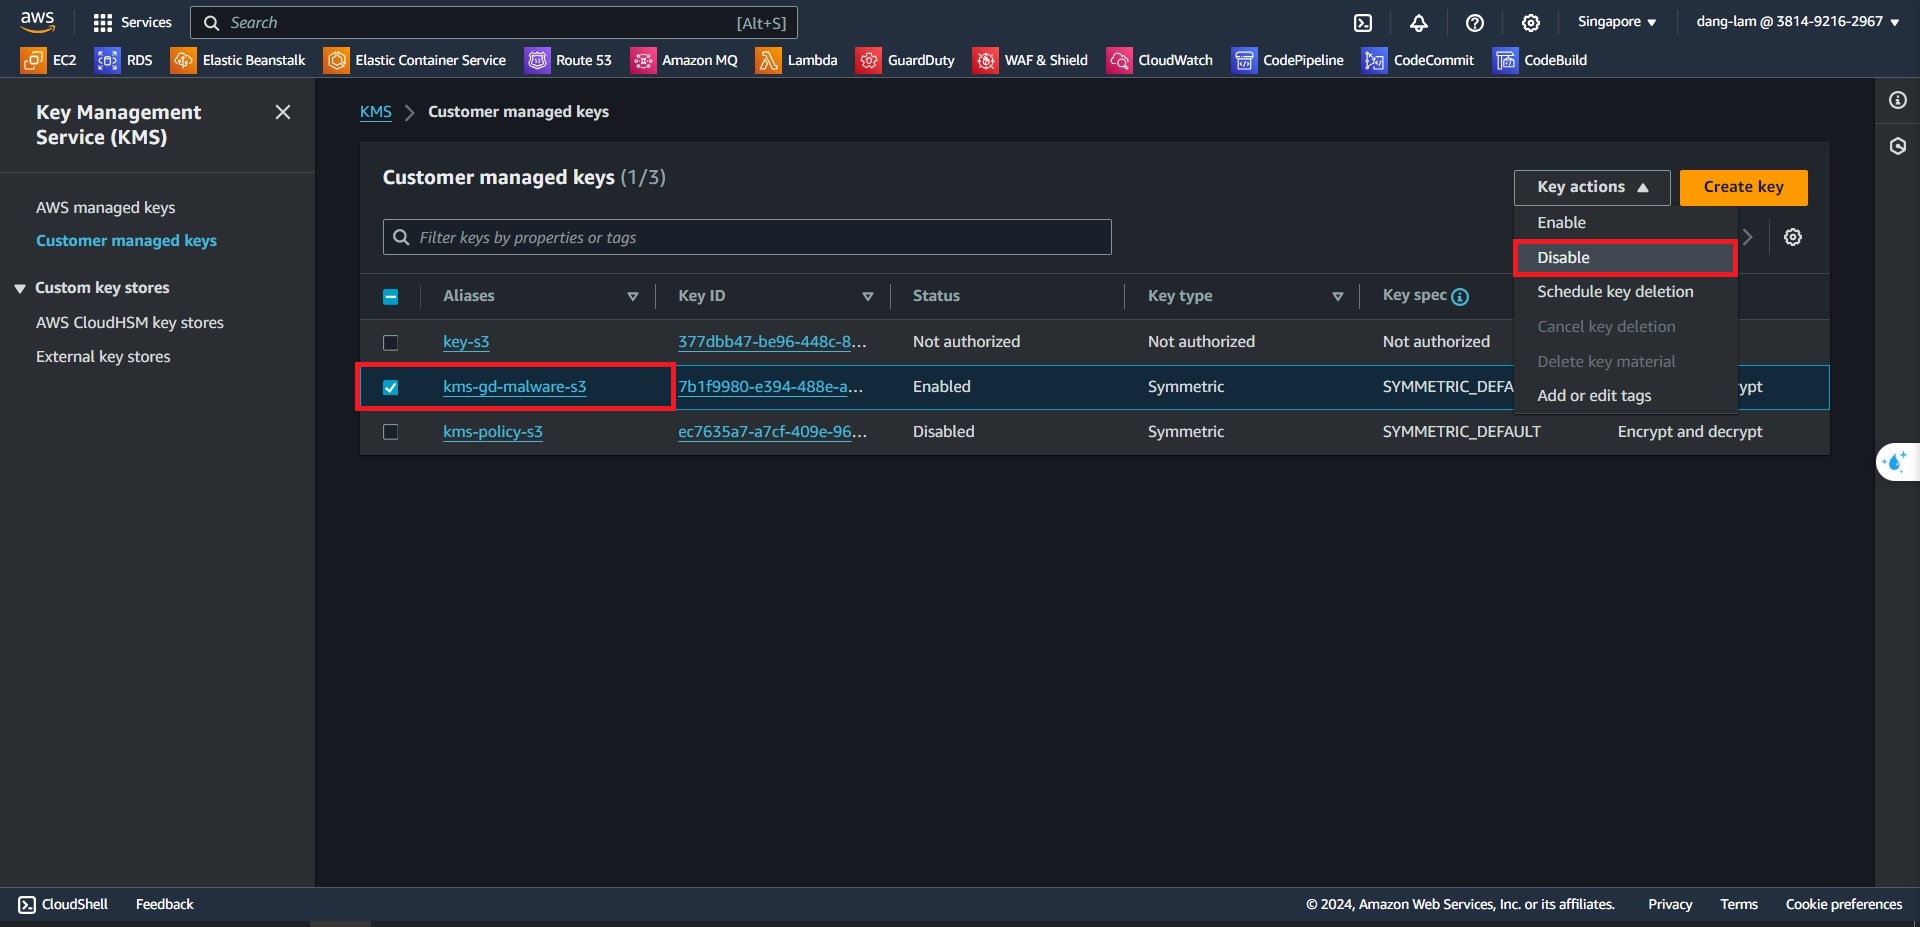 aws Services Search [Alt+S] Singapore dang-lam @ 3814-9216-2967
EC2 RDS Elastic Beanstalk Elastic Container Service Route 53 Amazon MQ Lambda GuardDuty WAF & Shield CloudWatch CodePipeline CodeCommit CodeBuild
Key Management
Service (KMS)
AWS managed keys
Customer managed keys
Custom key stores
AWS CloudHSM key stores
External key stores
KMS Customer managed keys
Customer managed keys (1/3)
Key actions Create key
Filter keys by properties or tags
Enable
Disable
Schedule key deletion
Cancel key deletion
Delete key material
Add or edit tags
Aliases Key ID Status Key type Key spec
key-s3 377dbb47-be96-448c-8... Not authorized Not authorized Not authorized
kms-gd-malware-s3 7b1f9980-e394-488e-a... Enabled Symmetric SYMMETRIC_DEFA ypt
kms-policy-s3 ec7635a7-a7cf-409e-96... Disabled Symmetric SYMMETRIC_DEFAULT Encrypt and decrypt
CloudShell Feedback © 2024, Amazon Web Services, Inc. or its affiliates. Privacy Terms Cookie preferences